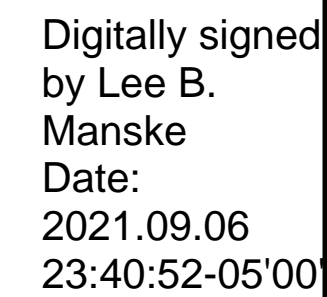 Digitally signed
by Lee B.
Manske
Date:
2021.09.06
23:40:52-05'00'